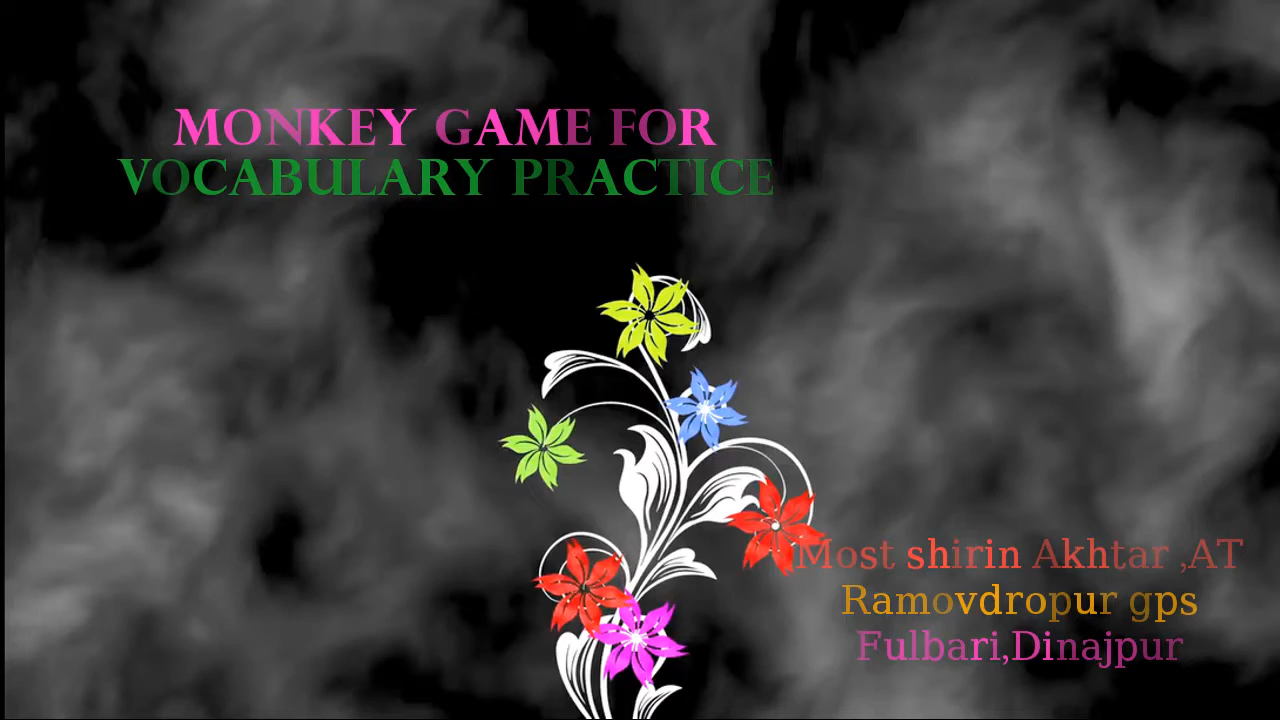 MONKEY GAME FOR
VOCABULARY PRACTICE
Most shirin Akhtar ,AT
Ramovdropur gps
Fulbari,Dinajpur